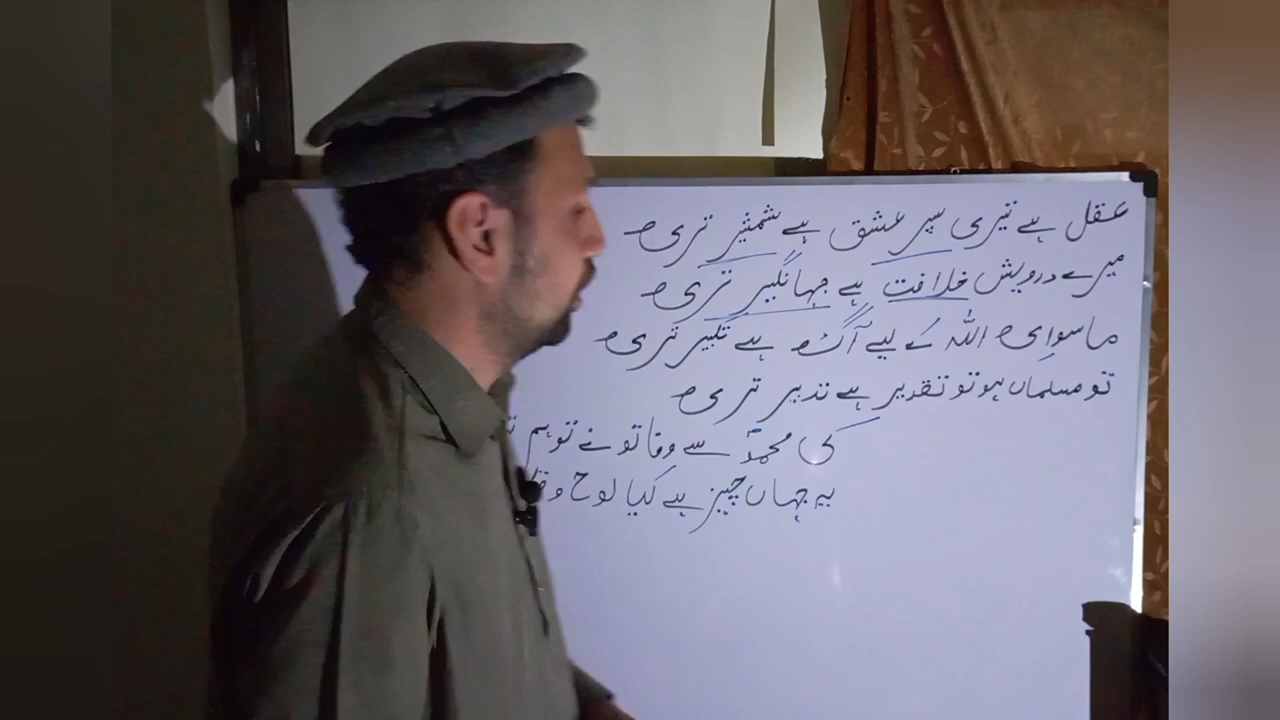 عقل ہے تیری سپر عشق ہے شمشیر تری
میرے درویش خلافت ہے جہانگیر تری
ماسوای اللہ کے لیے آگ ہے تکبیر تری
تو مسلماں ہو تو تقدیر ہے تدبیر تری
کی محمدؐ سے وفا تو نے تو ہم
یہ جہاں چیز ہے کیا لوح و